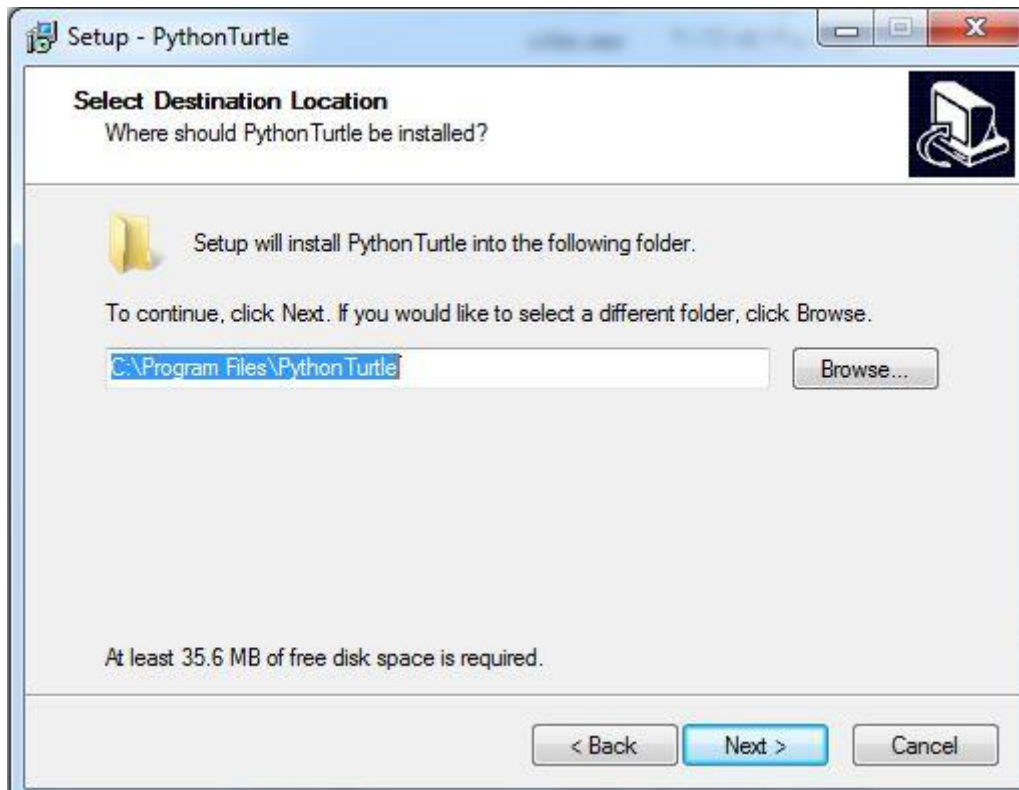 Setup - PythonTurtle
Select Destination Location
Where should PythonTurtle be installed?
Setup will install PythonTurtle into the following folder.
To continue, click Next. If you would like to select a different folder, click Browse.
C:\Program Files\PythonTurtle
Browse...
At least 35.6 MB of free disk space is required.
< Back
Next >
Cancel